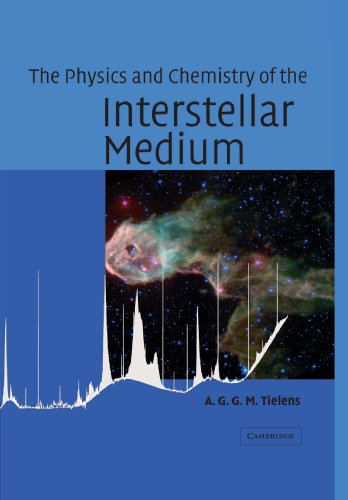 The Physics and Chemistry of the
Interstellar
Medium
A. G. G. M. Tielens
CAMBRIDGE